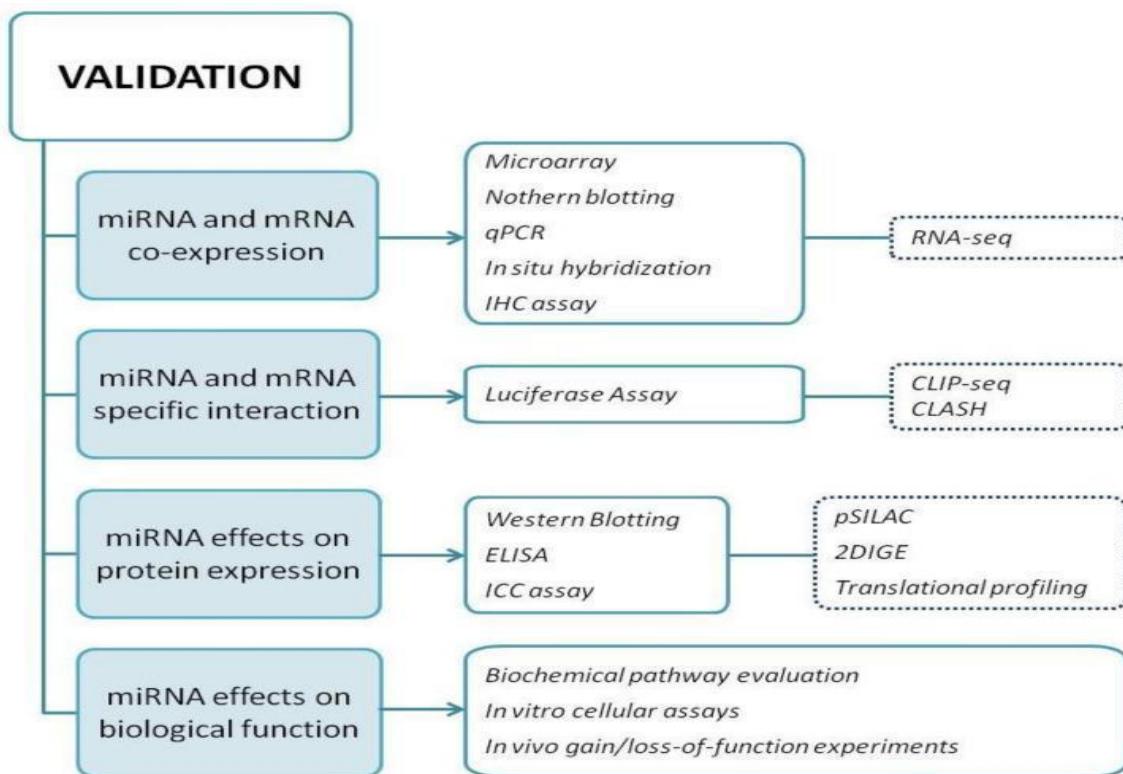 VALIDATION
miRNA and mRNA
co-expression
Microarray
Nothern blotting
qPCR
In situ hybridization
IHC assay
RNA-seq
miRNA and mRNA
specific interaction
Luciferase Assay
CLIP-seq
CLASH
miRNA effects on
protein expression
Western Blotting
ELISA
ICC assay
pSILAC
2DIGE
Translational profiling
miRNA effects on
biological function
Biochemical pathway evaluation
In vitro cellular assays
In vivo gain/loss-of-function experiments